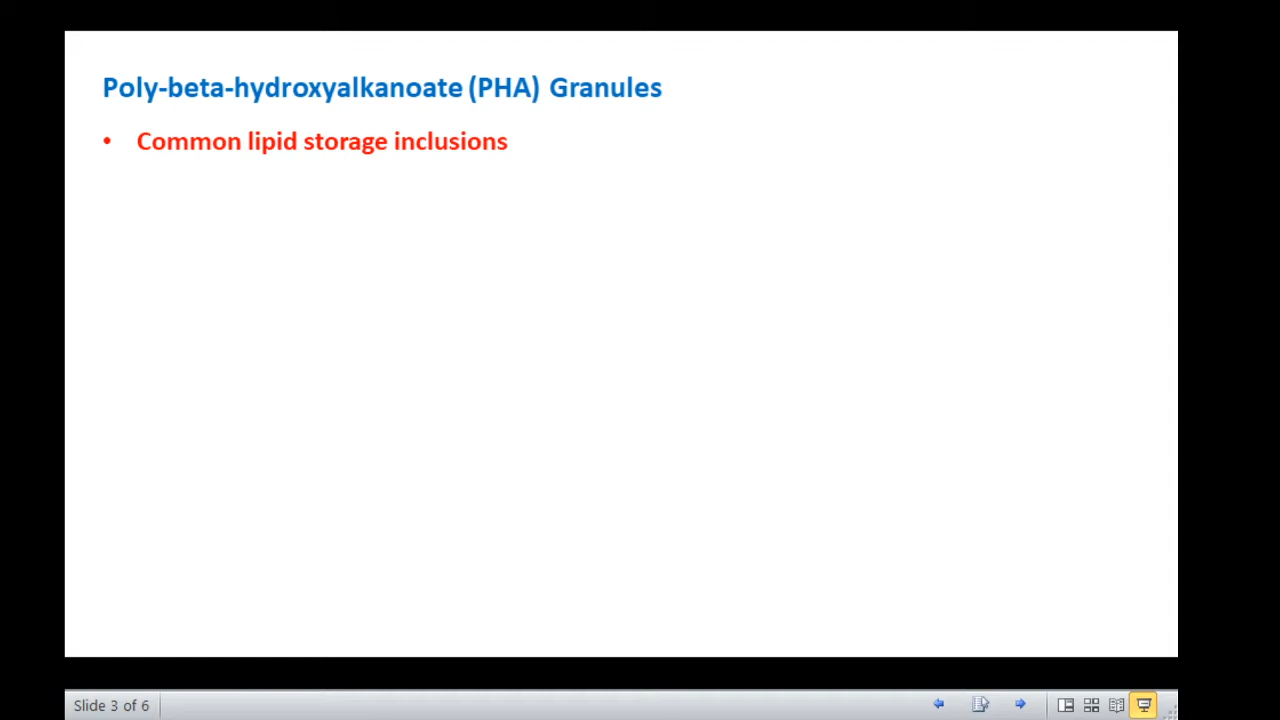 Poly-beta-hydroxyalkanoate (PHA) Granules
• Common lipid storage inclusions
Slide 3 of 6